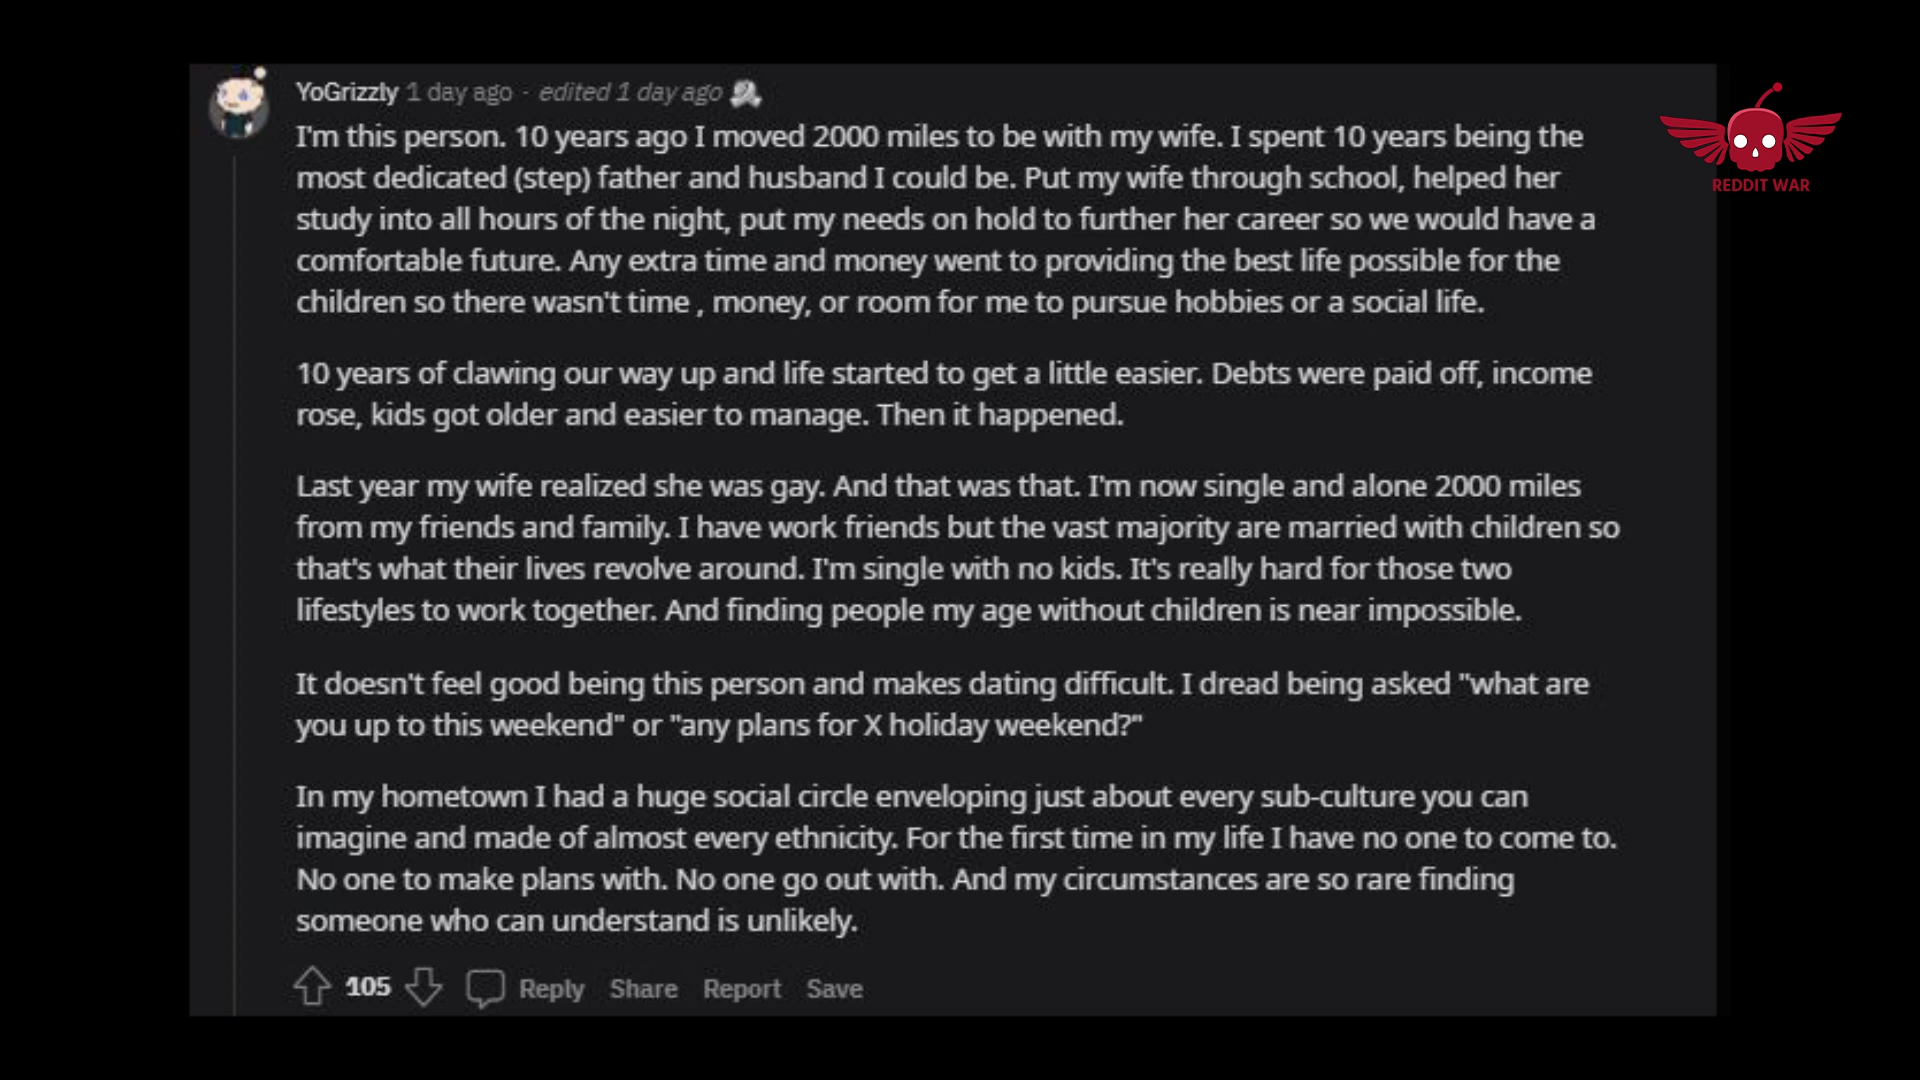 YoGrizzly 1 day ago · edited 1 day ago
I'm this person. 10 years ago I moved 2000 miles to be with my wife. I spent 10 years being the
most dedicated (step) father and husband I could be. Put my wife through school, helped her
study into all hours of the night, put my needs on hold to further her career so we would have a
comfortable future. Any extra time and money went to providing the best life possible for the
children so there wasn't time , money, or room for me to pursue hobbies or a social life.
10 years of clawing our way up and life started to get a little easier. Debts were paid off, income
rose, kids got older and easier to manage. Then it happened.
Last year my wife realized she was gay. And that was that. I'm now single and alone 2000 miles
from my friends and family. I have work friends but the vast majority are married with children so
that's what their lives revolve around. I'm single with no kids. It's really hard for those two
lifestyles to work together. And finding people my age without children is near impossible.
It doesn't feel good being this person and makes dating difficult. I dread being asked "what are
you up to this weekend" or "any plans for X holiday weekend?"
In my hometown I had a huge social circle enveloping just about every sub-culture you can
imagine and made of almost every ethnicity. For the first time in my life I have no one to come to.
No one to make plans with. No one go out with. And my circumstances are so rare finding
someone who can understand is unlikely.
105 Reply Share Report Save
REDDIT WAR